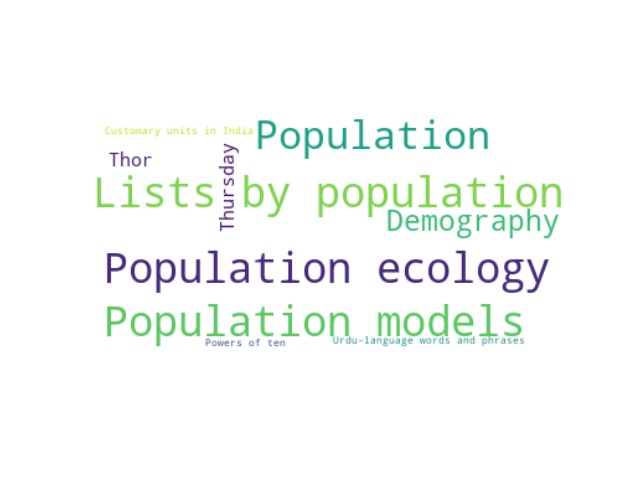 Customary units in India
Population
Thor
Thursday
Lists by population
Demography
Population ecology
Population models
Powers of ten
Urdu-language words and phrases